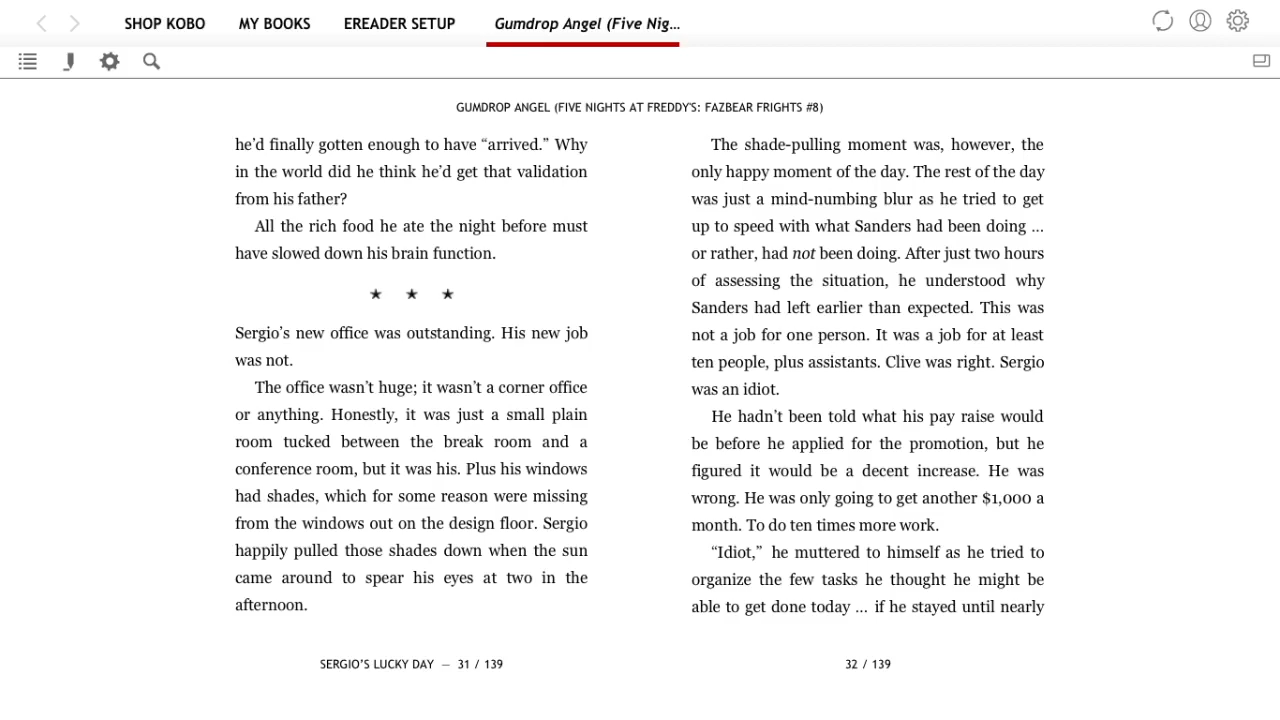 SHOP KOBO
MY BOOKS
EREADER SETUP
Gumdrop Angel (Five Nig...
GUMDROP ANGEL (FIVE NIGHTS AT FREDDY'S: FAZBEAR FRIGHTS #8)
he’d finally gotten enough to have “arrived.” Why
in the world did he think he’d get that validation
from his father?
All the rich food he ate the night before must
have slowed down his brain function.
★ ★ ★
Sergio’s new office was outstanding. His new job
was not.
The office wasn’t huge; it wasn’t a corner office
or anything. Honestly, it was just a small plain
room tucked between the break room and a
conference room, but it was his. Plus his windows
had shades, which for some reason were missing
from the windows out on the design floor. Sergio
happily pulled those shades down when the sun
came around to spear his eyes at two in the
afternoon.
SERGIO’S LUCKY DAY – 31 / 139
The shade-pulling moment was, however, the
only happy moment of the day. The rest of the day
was just a mind-numbing blur as he tried to get
up to speed with what Sanders had been doing …
or rather, had not been doing. After just two hours
of assessing the situation, he understood why
Sanders had left earlier than expected. This was
not a job for one person. It was a job for at least
ten people, plus assistants. Clive was right. Sergio
was an idiot.
He hadn’t been told what his pay raise would
be before he applied for the promotion, but he
figured it would be a decent increase. He was
wrong. He was only going to get another $1,000 a
month. To do ten times more work.
“Idiot,” he muttered to himself as he tried to
organize the few tasks he thought he might be
able to get done today … if he stayed until nearly
32 / 139